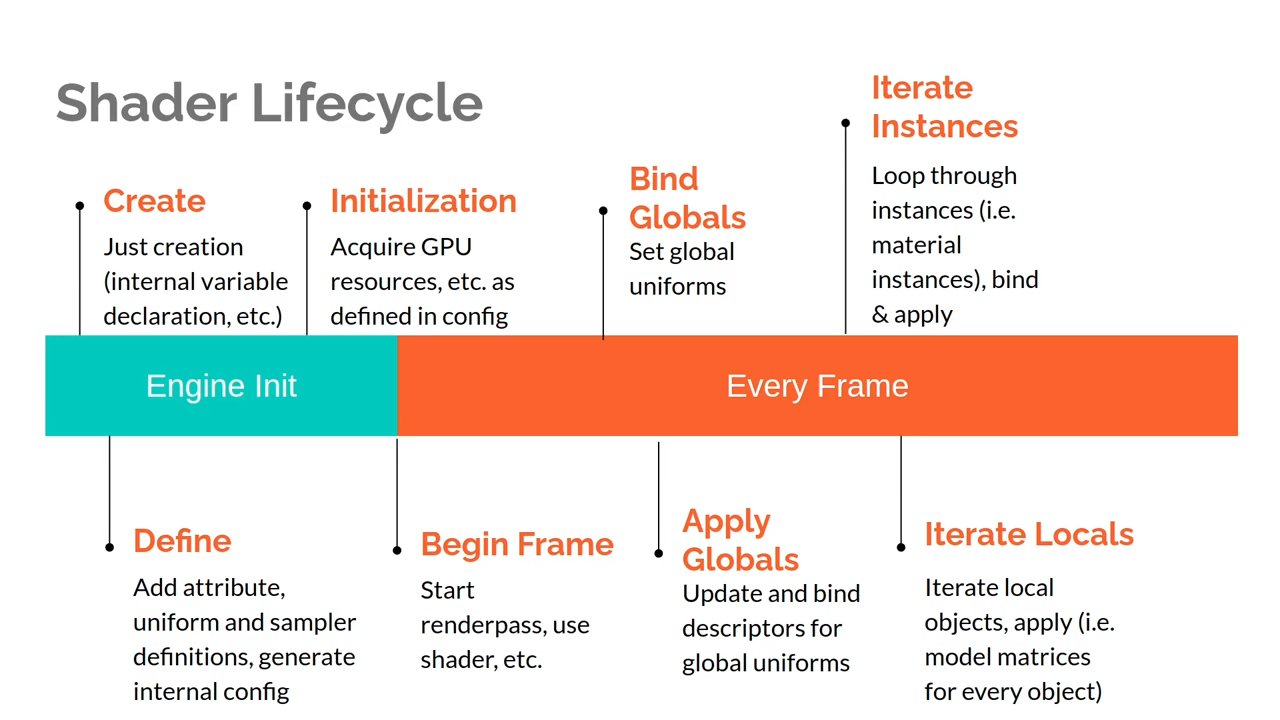 Shader Lifecycle
Create
Just creation
(internal variable
declaration, etc.)
Initialization
Acquire GPU
resources, etc. as
defined in config
Bind
Globals
Set global
uniforms
Iterate
Instances
Loop through
instances (i.e.
material
instances), bind
& apply
Engine Init
Every Frame
Define
Add attribute,
uniform and sampler
definitions, generate
internal config
Begin Frame
Start
renderpass, use
shader, etc.
Apply
Globals
Update and bind
descriptors for
global uniforms
Iterate Locals
Iterate local
objects, apply (i.e.
model matrices
for every object)